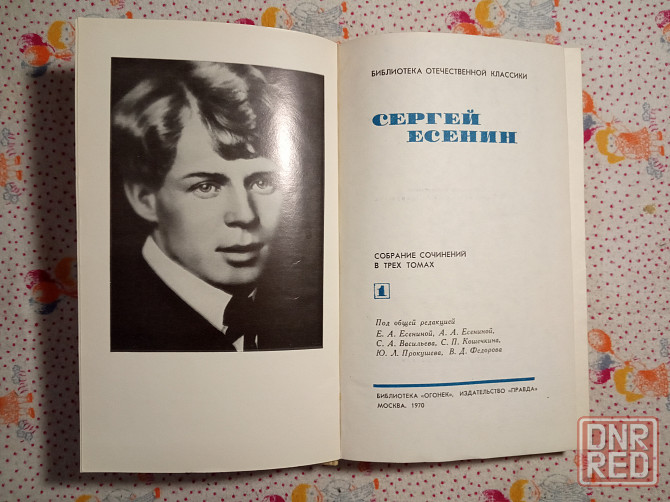 БИБЛИОТЕКА ОТЕЧЕСТВЕННОЙ КЛАССИКИ
СЕРГЕЙ
ЕСЕНИН
СОБРАНИЕ СОЧИНЕНИЙ
В ТРЕХ ТОМАХ
1
Под общей редакцией
Е. А. Есениной, А. А. Есениной,
С. А. Васильева, С. П. Кошечкина,
Ю. Л. Прокушева, В. Д. Федорова
БИБЛИОТЕКА «ОГОНЕК», ИЗДАТЕЛЬСТВО «ПРАВДА»
МОСКВА, 1970
DNR
RED